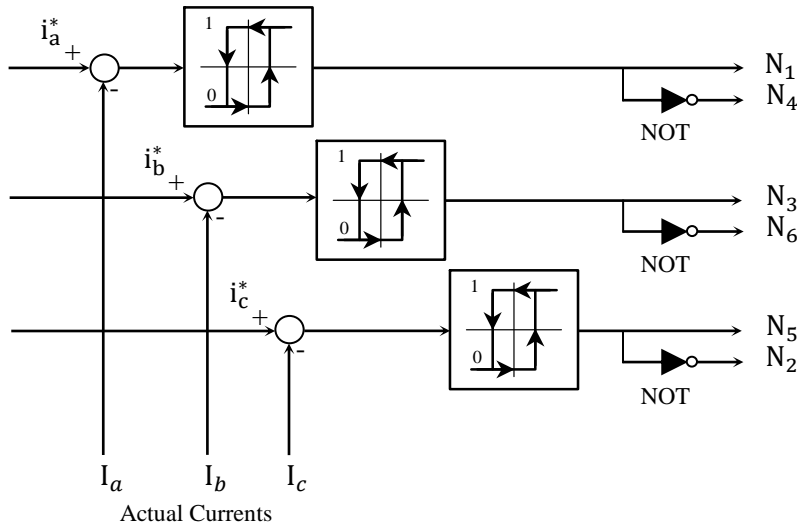 i*a
+
-
1
0
N1
N4
NOT
i*b
+
-
1
0
N3
N6
NOT
i*c
+
-
1
0
N5
N2
NOT
Ia Ib Ic
Actual Currents